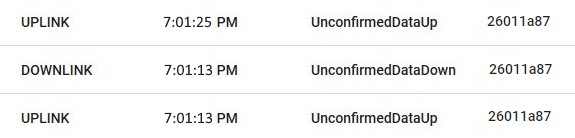 UPLINK 7:01:25 PM UnconfirmedDataUp 26011a87
DOWNLINK 7:01:13 PM UnconfirmedDataDown 26011a87
UPLINK 7:01:13 PM UnconfirmedDataUp 26011a87